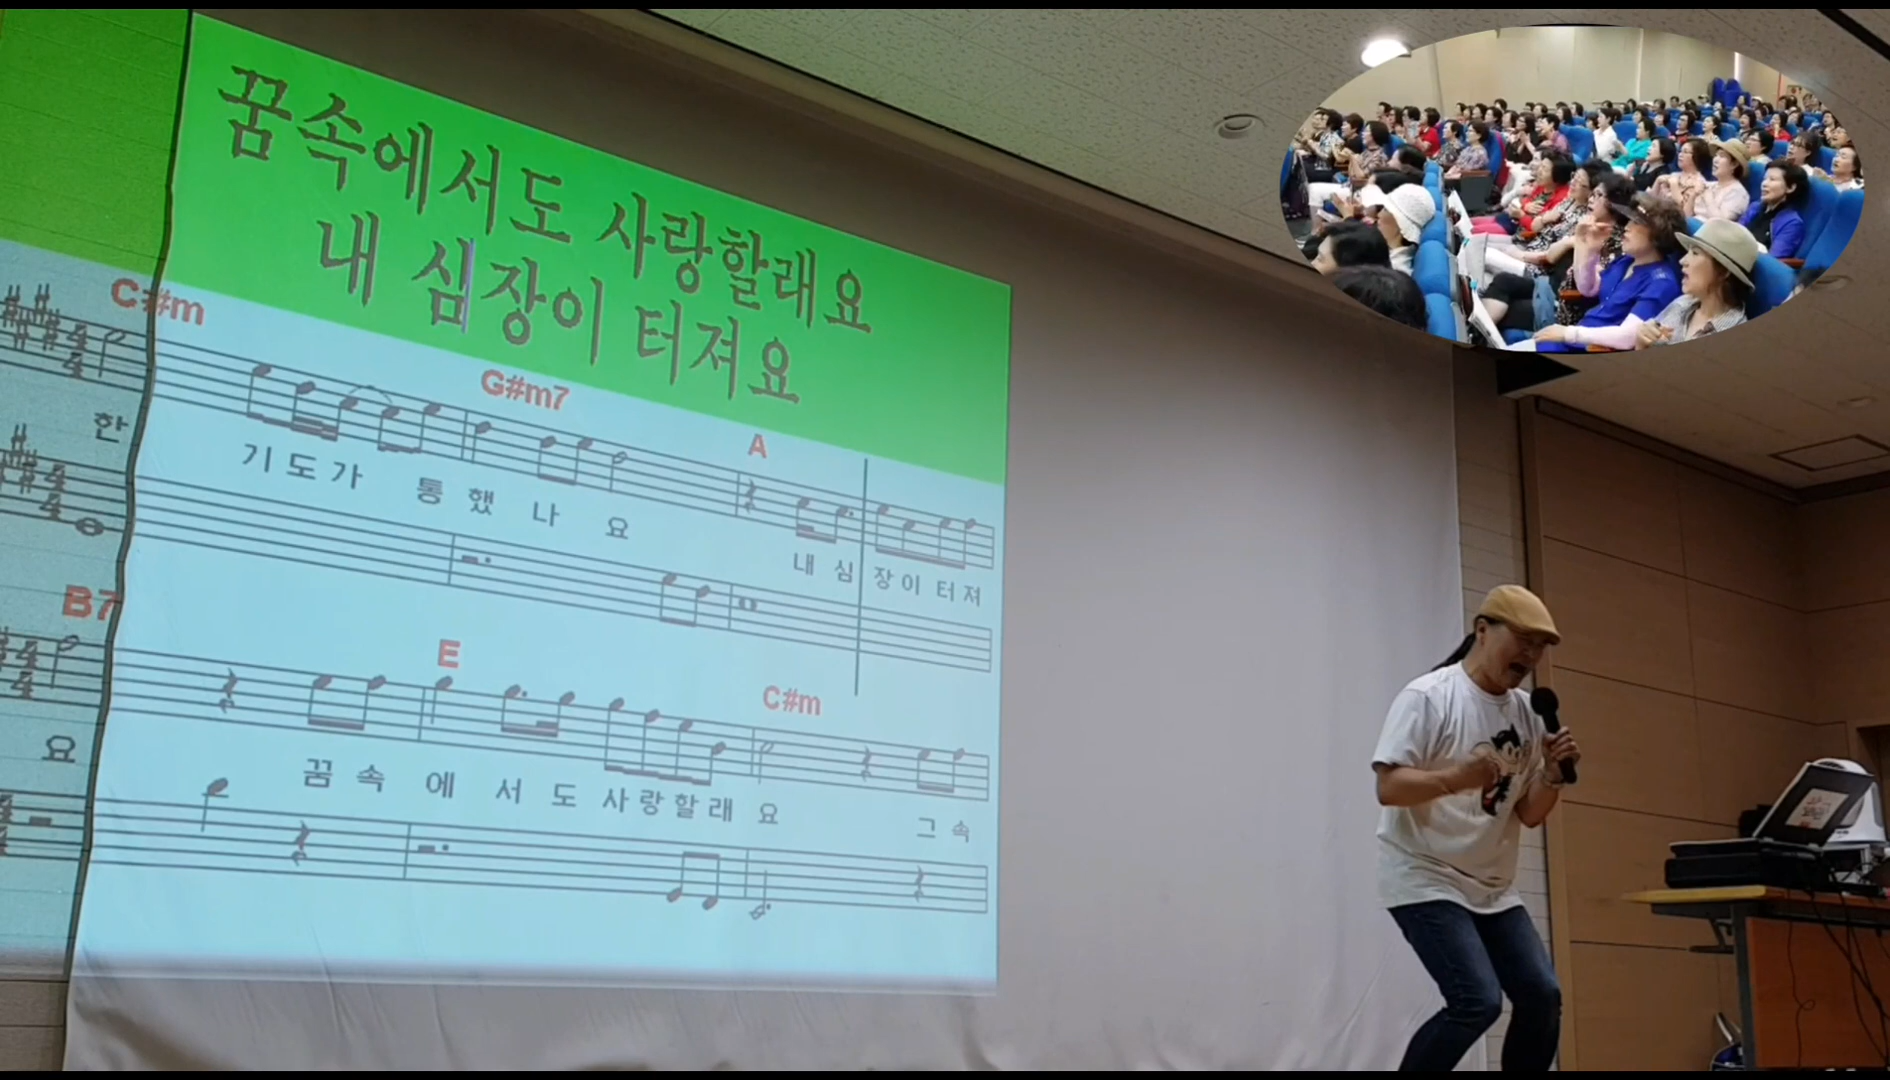 꿈속에서도 사랑할래요
내 심장이 터져요
C#m G#m7 A
한 기도가 통했나요 내 심장이 터져
B7 E C#m
요 꿈속에서도 사랑할래요 그속